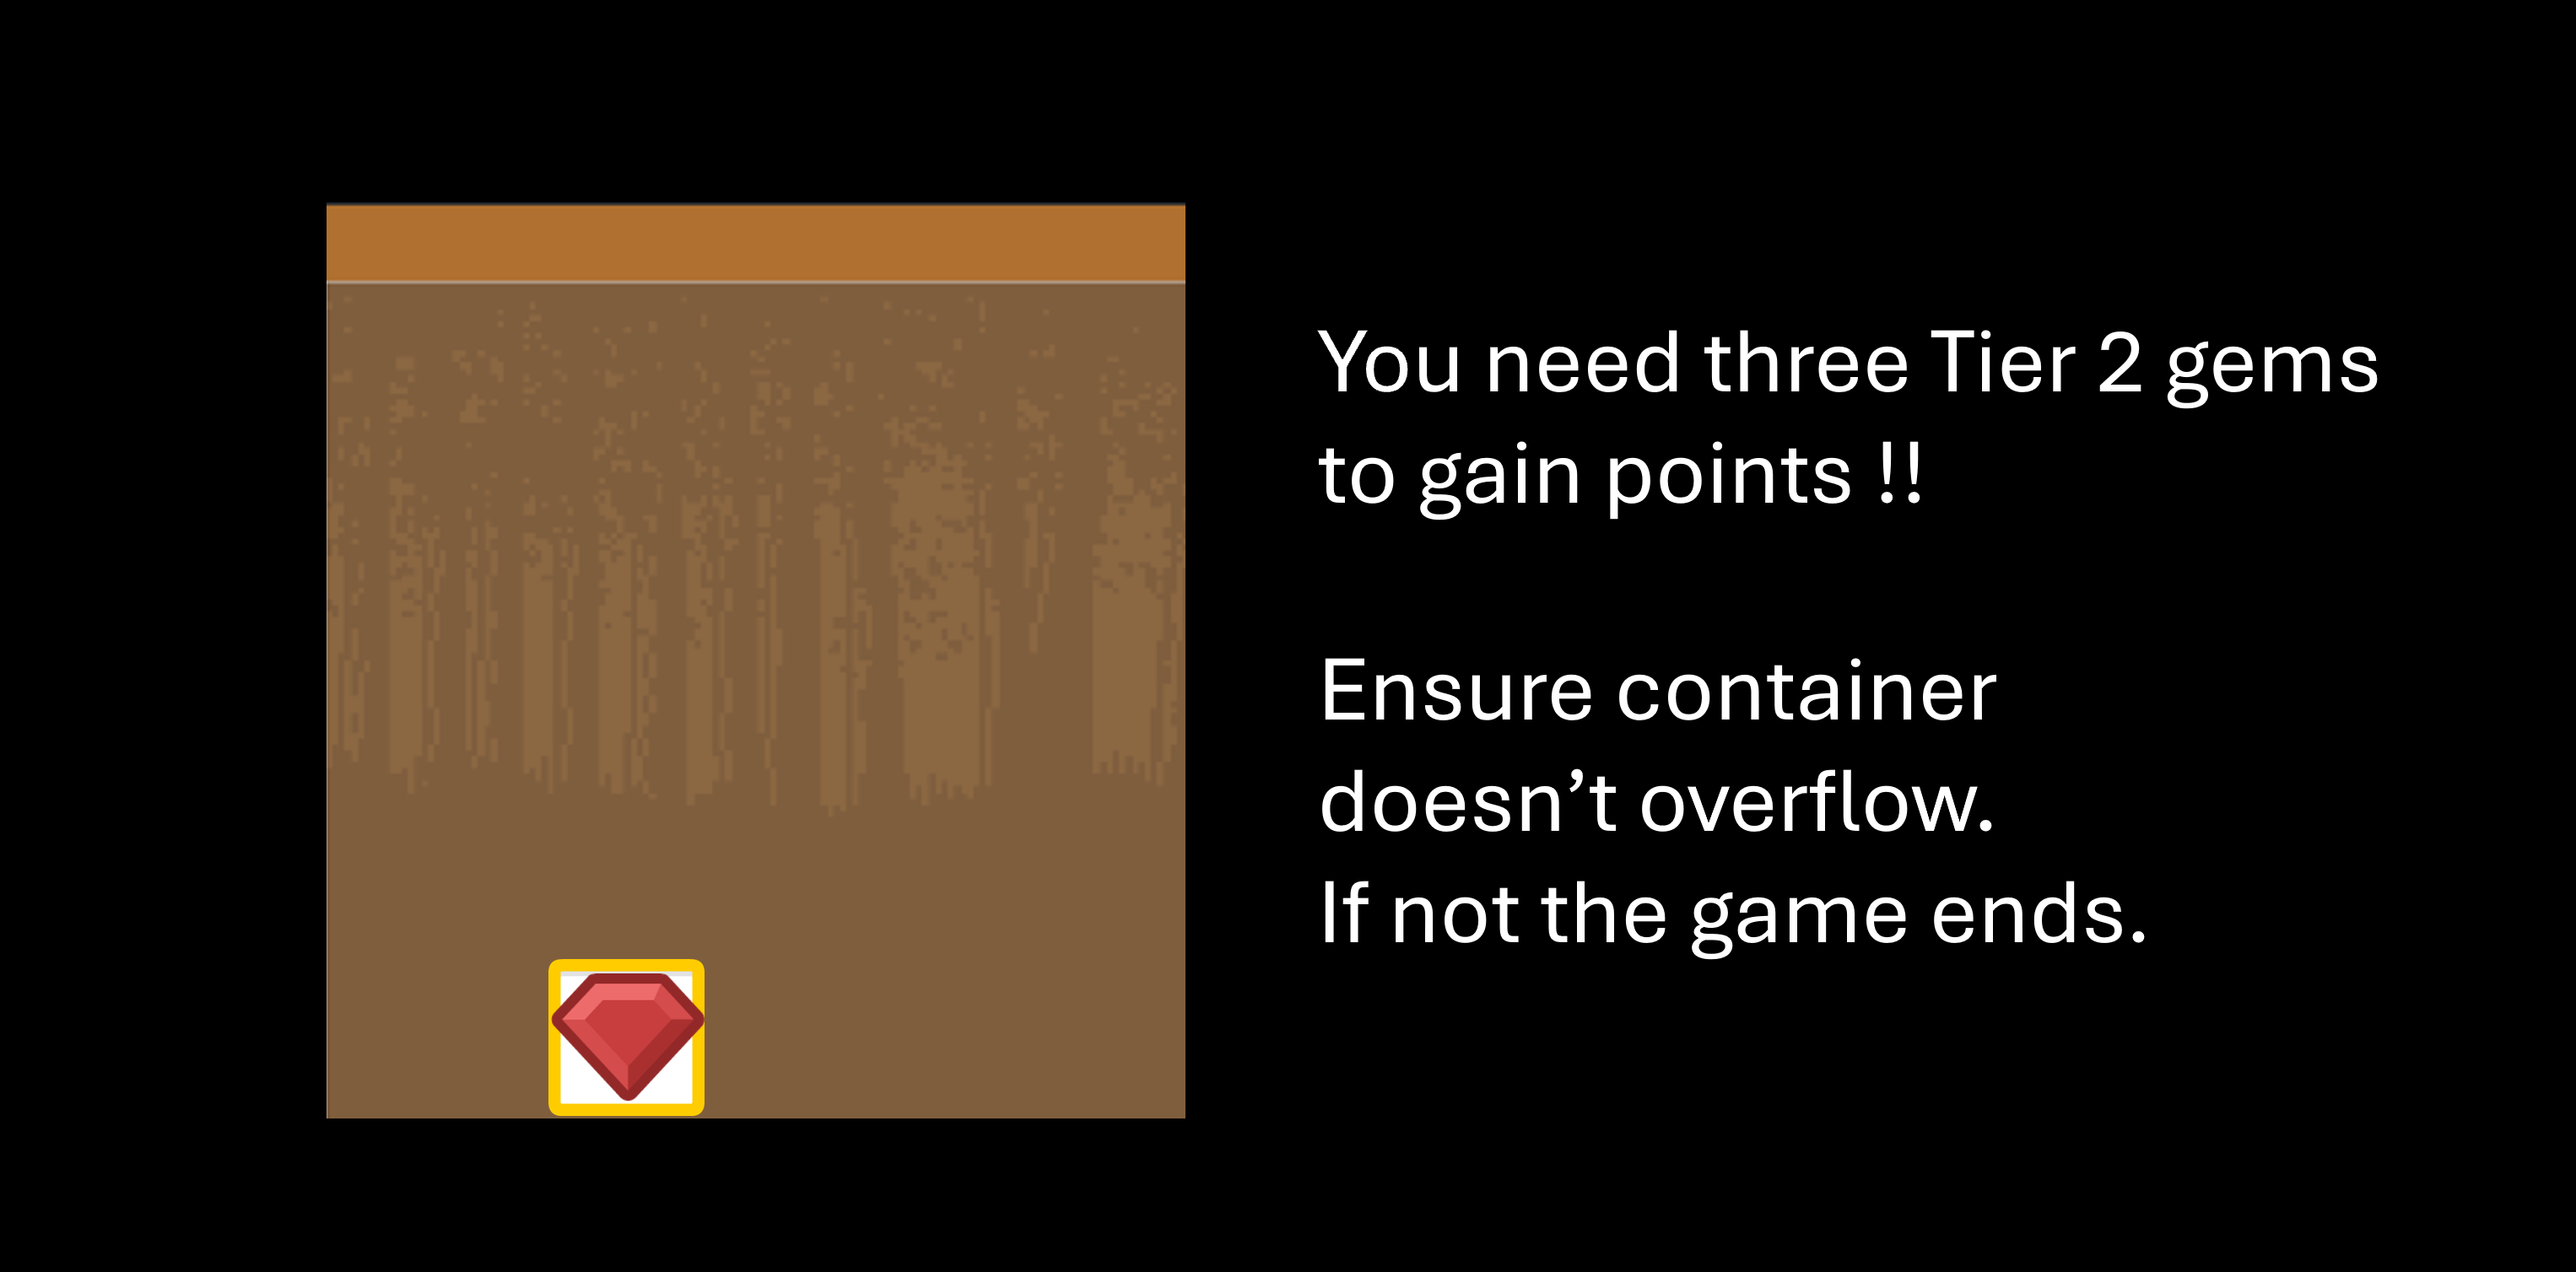 You need three Tier 2 gems
to gain points !!
Ensure container
doesn’t overflow.
If not the game ends.